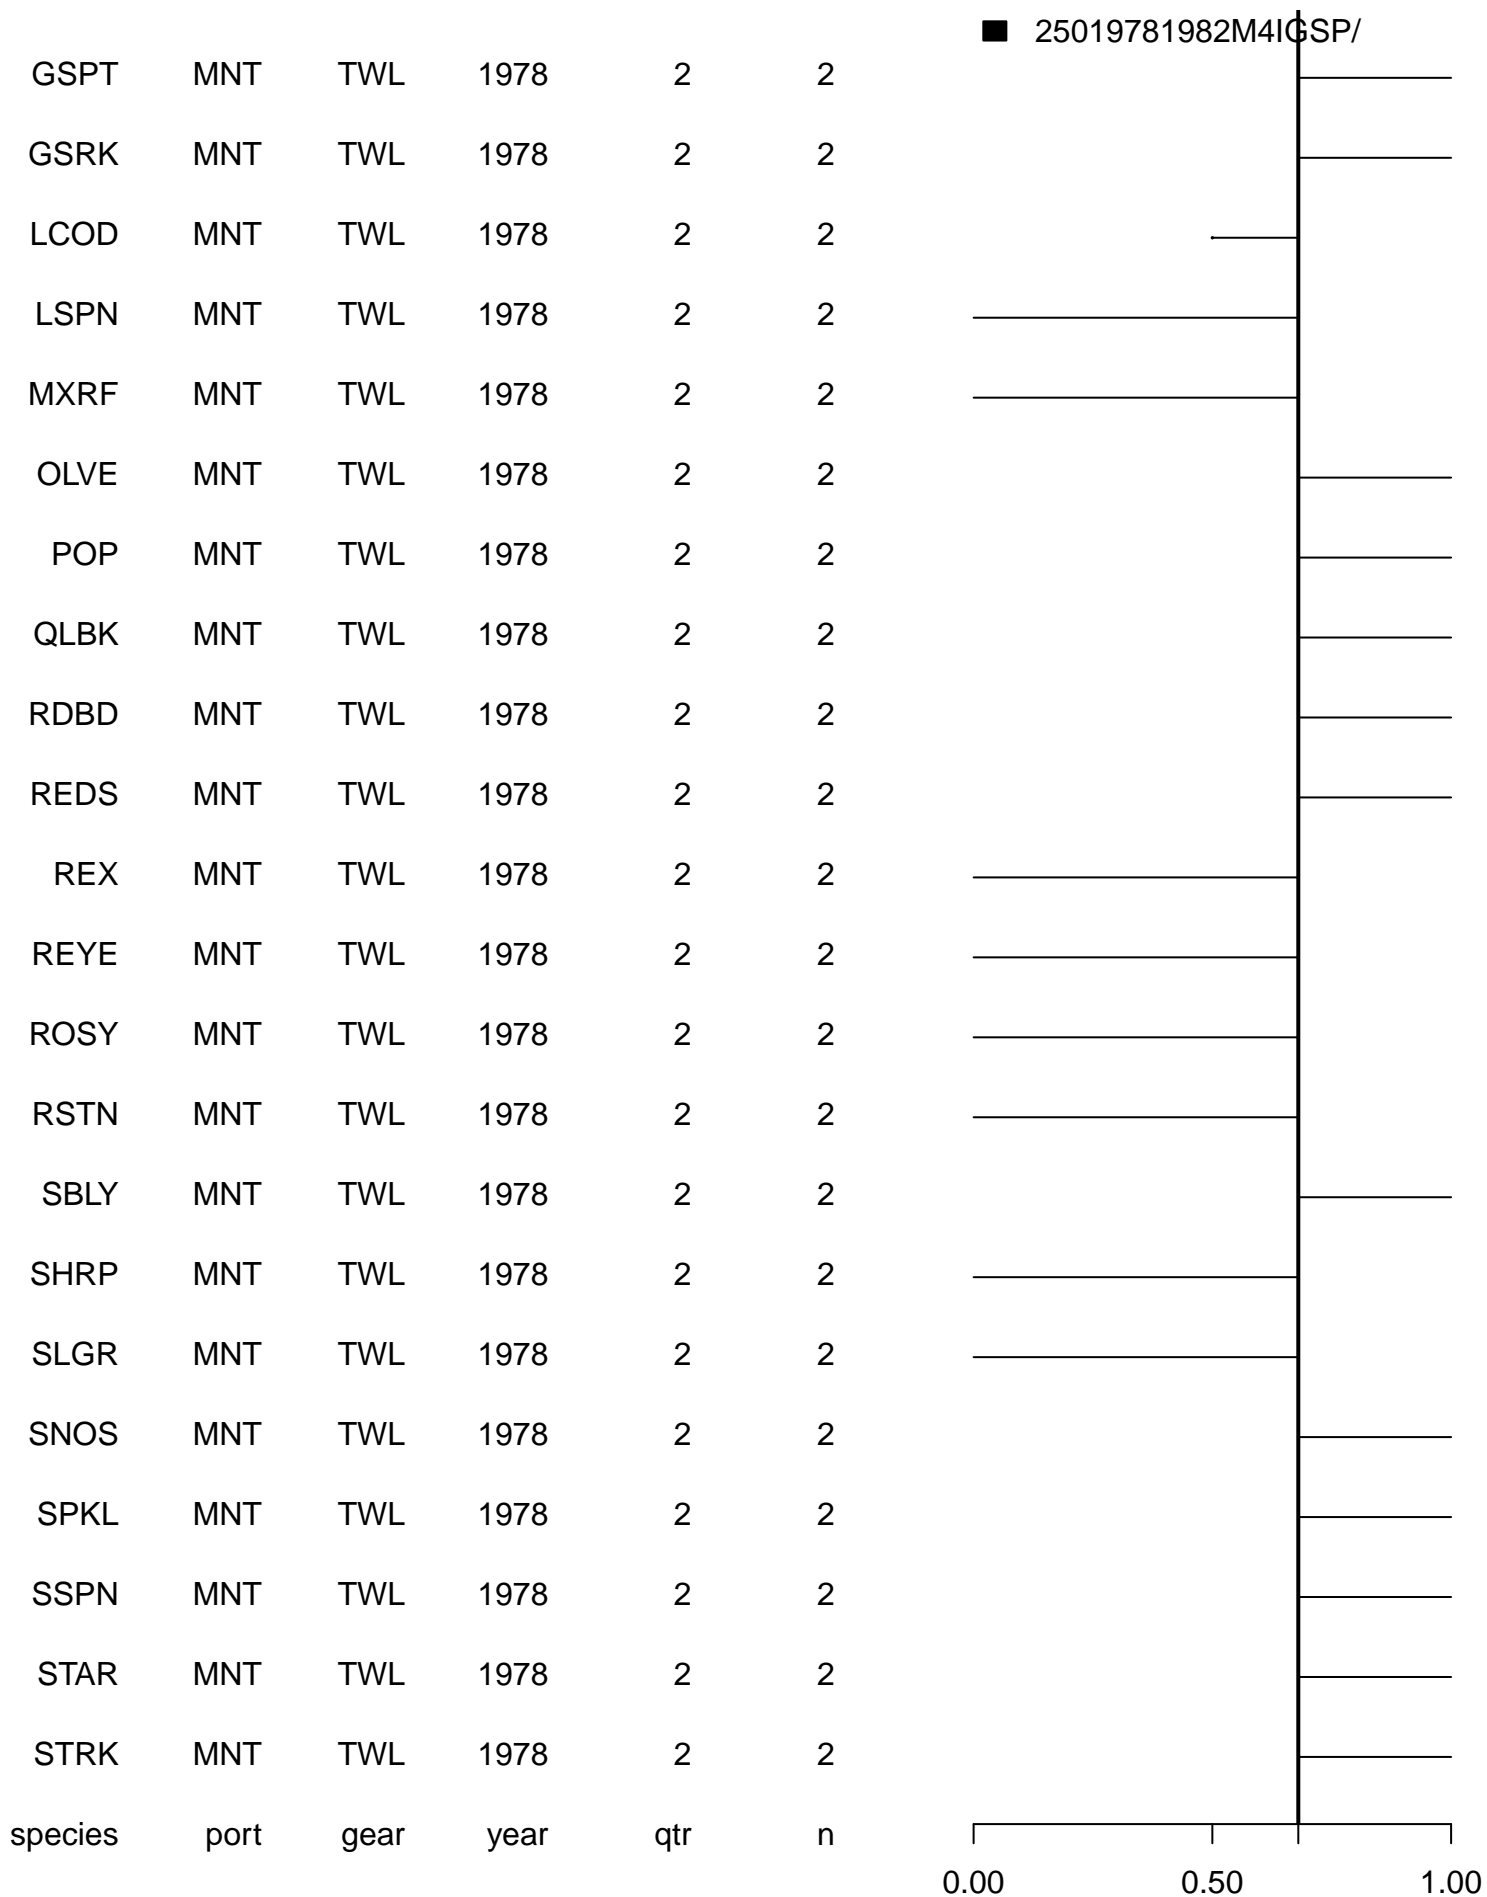 25019781982M4IGSP/
GSPT MNT TWL 1978 2 2
GSRK MNT TWL 1978 2 2
LCOD MNT TWL 1978 2 2
LSPN MNT TWL 1978 2 2
MXRF MNT TWL 1978 2 2
OLVE MNT TWL 1978 2 2
POP MNT TWL 1978 2 2
QLBK MNT TWL 1978 2 2
RDBD MNT TWL 1978 2 2
REDS MNT TWL 1978 2 2
REX MNT TWL 1978 2 2
REYE MNT TWL 1978 2 2
ROSY MNT TWL 1978 2 2
RSTN MNT TWL 1978 2 2
SBLY MNT TWL 1978 2 2
SHRP MNT TWL 1978 2 2
SLGR MNT TWL 1978 2 2
SNOS MNT TWL 1978 2 2
SPKL MNT TWL 1978 2 2
SSPN MNT TWL 1978 2 2
STAR MNT TWL 1978 2 2
STRK MNT TWL 1978 2 2
species port gear year qtr n
0.00 0.50 1.00